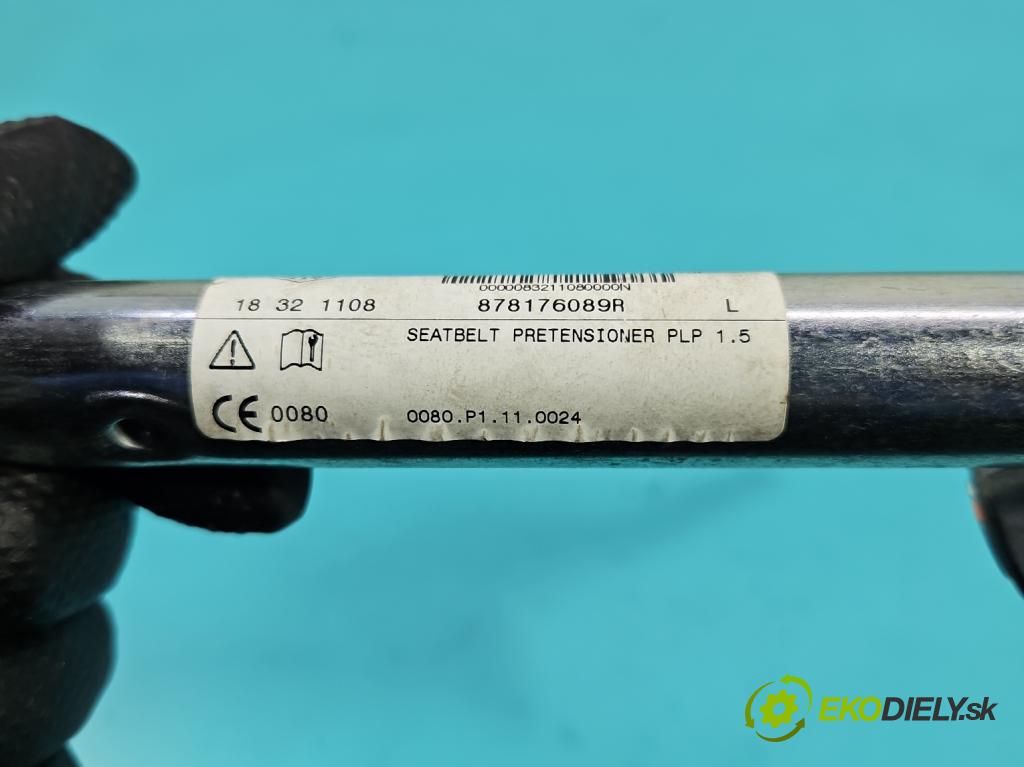 0000083211080000N
18 32 1108 878176089R L
SEATBELT PRETENSIONER PLP 1.5
CE 0080 0080.P1.11.0024
EKODIELY.sk